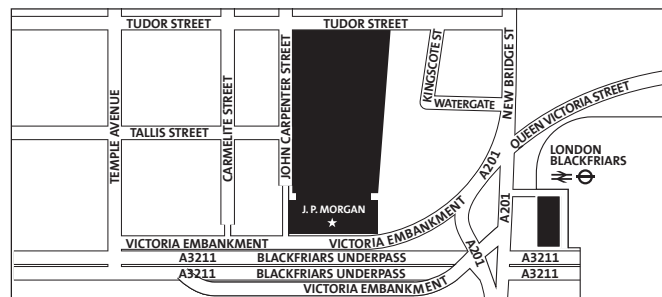 TUDOR STREET
TUDOR STREET
KINGSCOTE ST
NEW BRIDGE ST
WATERGATE
QUEEN VICTORIA STREET
TEMPLE AVENUE
CARMELITE STREET
JOHN CARPENTER STREET
TALLIS STREET
LONDON
BLACKFRIARS
A201
A201
J. P. MORGAN
VICTORIA EMBANKMENT
VICTORIA EMBANKMENT
A201
A3211
BLACKFRIARS UNDERPASS
A3211
A3211
BLACKFRIARS UNDERPASS
A3211
VICTORIA EMBANKMENT